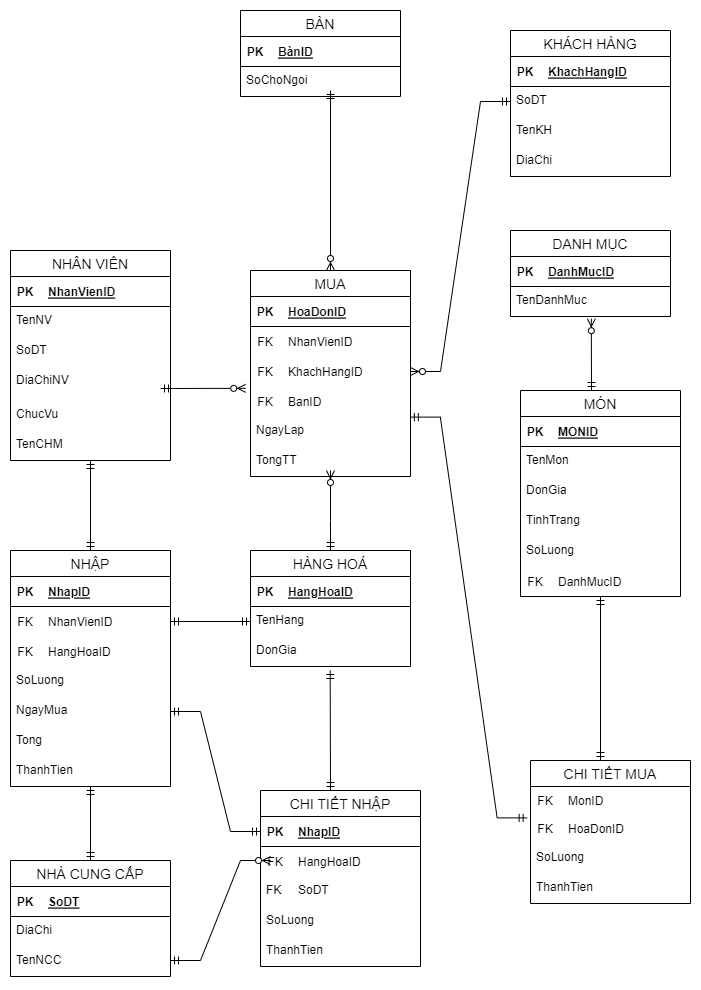 BÀN
PK BànID
SoChoNgoi
KHÁCH HÀNG
PK KhachHangID
SoDT
TenKH
DiaChi
NHÂN VIÊN
PK NhanVienID
TenNV
SoDT
DiaChiNV
ChucVu
TenCHM
MUA
PK HoaDonID
FK NhanVienID
FK KhachHangID
FK BanID
NgayLap
TongTT
DANH MỤC
PK DanhMucID
TenDanhMuc
MÓN
PK MONID
TenMon
DonGia
TinhTrang
SoLuong
FK DanhMucID
NHẬP
PK NhapID
FK NhanVienID
FK HangHoaID
SoLuong
NgayMua
Tong
ThanhTien
HÀNG HOÁ
PK HangHoaID
TenHang
DonGia
CHI TIẾT NHẬP
PK NhapID
FK HangHoaID
FK SoDT
SoLuong
ThanhTien
CHI TIẾT MUA
FK MonID
FK HoaDonID
SoLuong
ThanhTien
NHÀ CUNG CẤP
PK SoDT
DiaChi
TenNCC